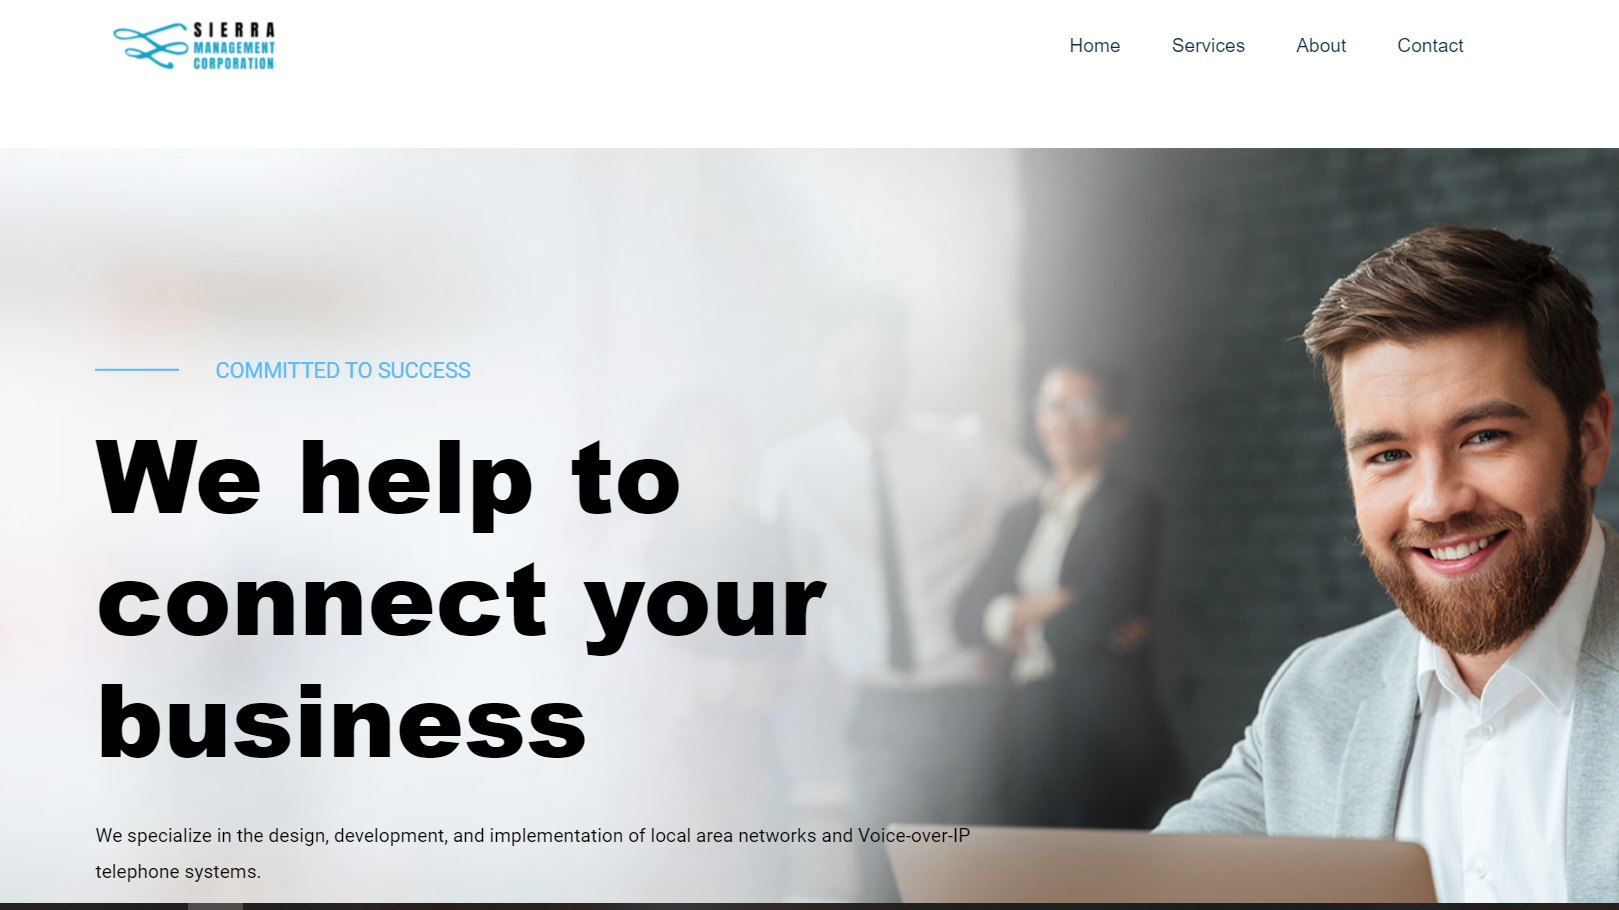 SIERRA
MANAGEMENT
CORPORATION
Home Services About Contact
COMMITTED TO SUCCESS
We help to
connect your
business
We specialize in the design, development, and implementation of local area networks and Voice-over-IP
telephone systems.